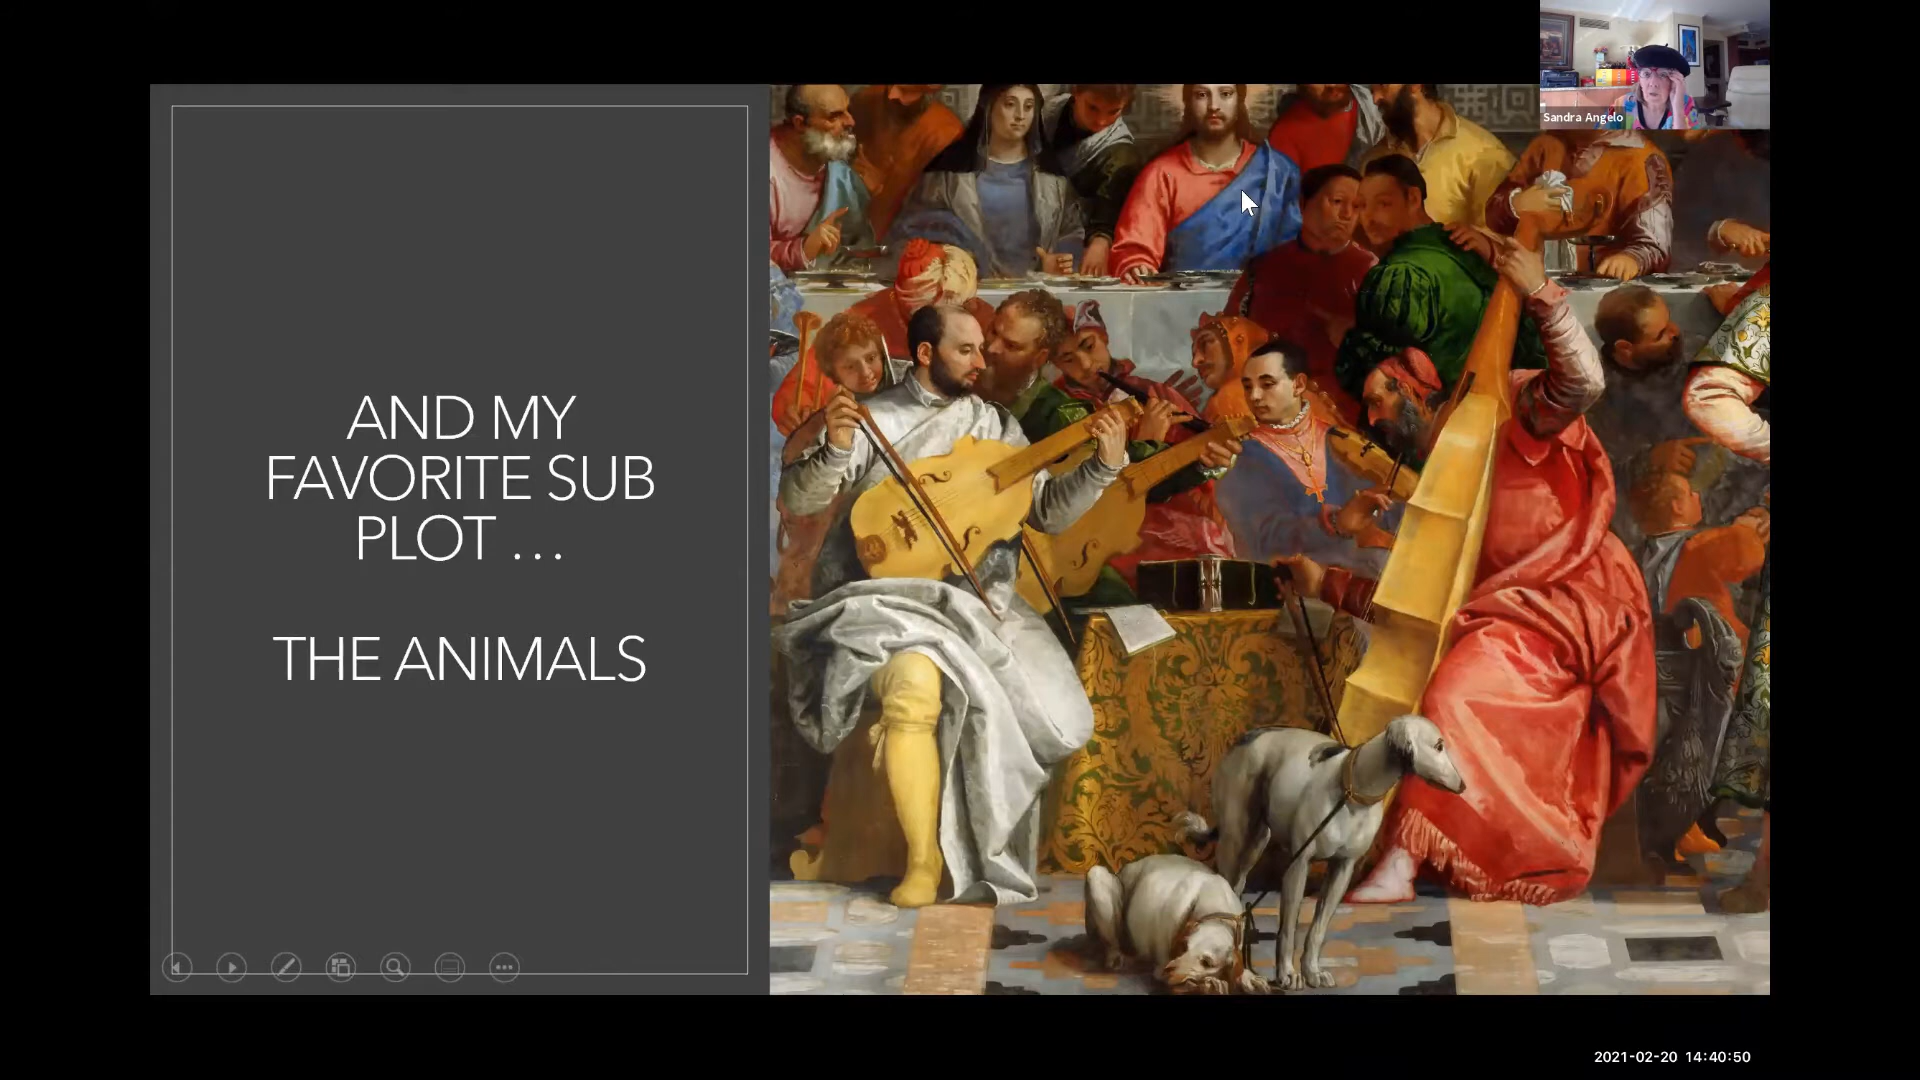 Sandra Angelo
AND MY
FAVORITE SUB
PLOT ...
THE ANIMALS
2021-02-20 14:40:50